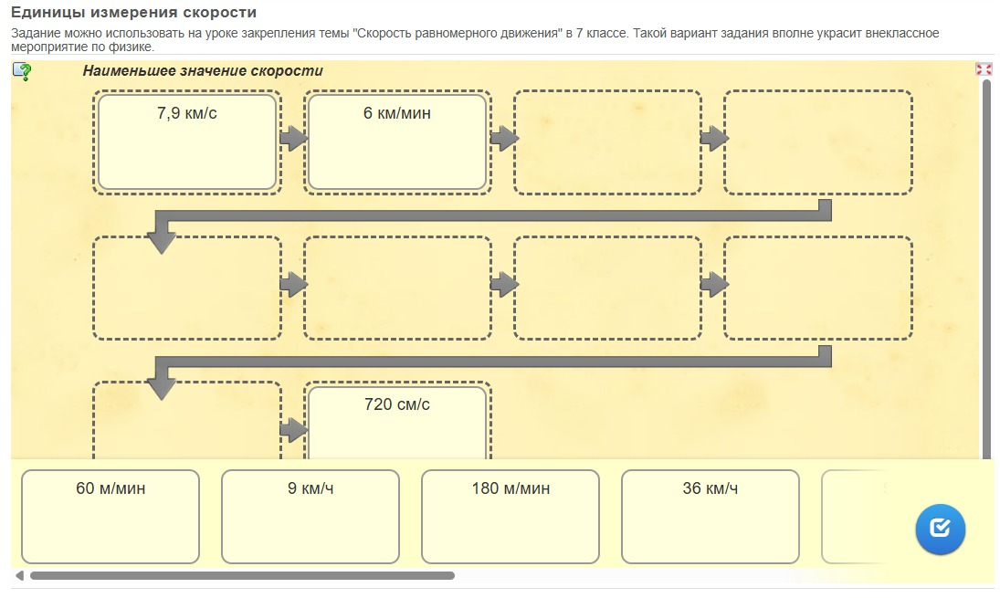 Единицы измерения скорости
Задание можно использовать на уроке закрепления темы "Скорость равномерного движения" в 7 классе. Такой вариант задания вполне украсит внеклассное
мероприятие по физике.
Наименьшее значение скорости
7,9 км/с
6 км/мин
720 см/с
60 м/мин
9 км/ч
180 м/мин
36 км/ч